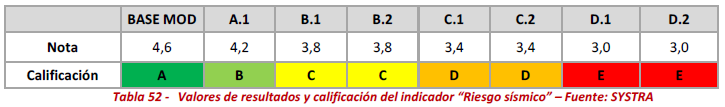 BASE MOD A.1 B.1 B.2 C.1 C.2 D.1 D.2
Nota 4,6 4,2 3,8 3,8 3,4 3,4 3,0 3,0
Calificación A B C C D D E E
Tabla 52 - Valores de resultados y calificación del indicador “Riesgo sísmico” – Fuente: SYSTRA